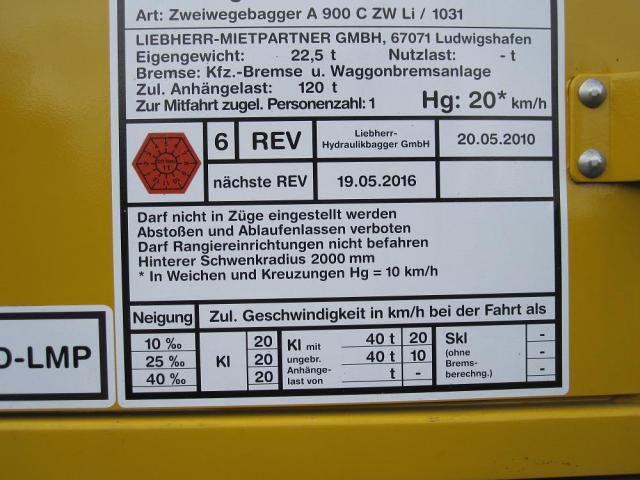 Art: Zweiwegebagger A 900 C ZW Li / 1031
LIEBHERR-MIETPARTNER GMBH, 67071 Ludwigshafen
Eigengewicht: 22,5 t Nutzlast: - t
Bremse: Kfz.-Bremse u. Waggonbremsanlage
Zul. Anhängelast: 120 t
Zur Mitfahrt zugel. Personenzahl: 1 Hg: 20* km/h
6 REV Liebherr-Hydraulikbagger GmbH 20.05.2010
nächste REV 19.05.2016
Darf nicht in Züge eingestellt werden
Abstoßen und Ablaufenlassen verboten
Darf Rangiereinrichtungen nicht befahren
Hinterer Schwenkradius 2000 mm
* In Weichen und Kreuzungen Hg = 10 km/h
Neigung Zul. Geschwindigkeit in km/h bei der Fahrt als
10 ‰ 20 KI mit 40 t 20 Skl -
25 ‰ KI 20 ungebr. 40 t 10 (ohne -
40 ‰ 20 Anhänge- t - Brems- -
last von berechng.)
D-LMP